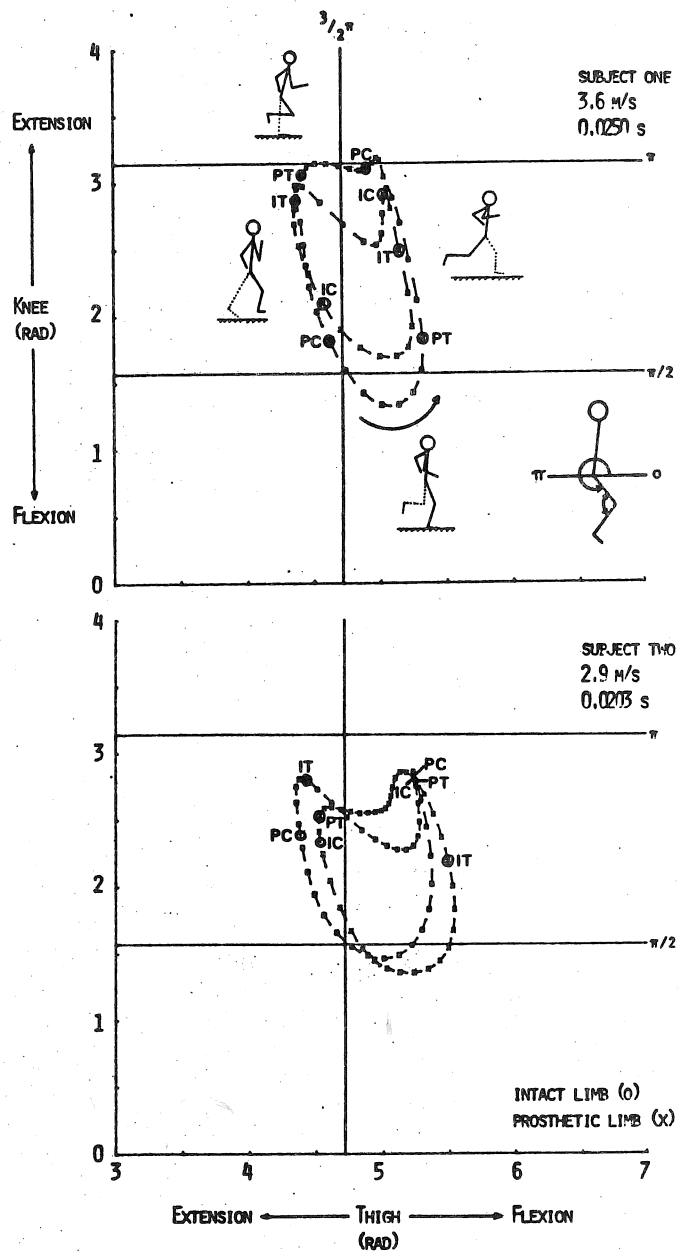 3/2π
4
SUBJECT ONE
3.6 M/S
0.0250 S
EXTENSION
PC
π
3
PT
IC
IT
IT
KNEE
(RAD)
IC
2
PC
PT
π/2
1
π
0
FLEXION
0
4
SUBJECT TWO
2.9 M/S
0.0203 S
π
3
IT
PC
PT
IC
PT
PC
IC
IT
2
π/2
1
INTACT LIMB (O)
PROSTHETIC LIMB (X)
0
3
4
5
6
7
EXTENSION
THIGH
FLEXION
(RAD)